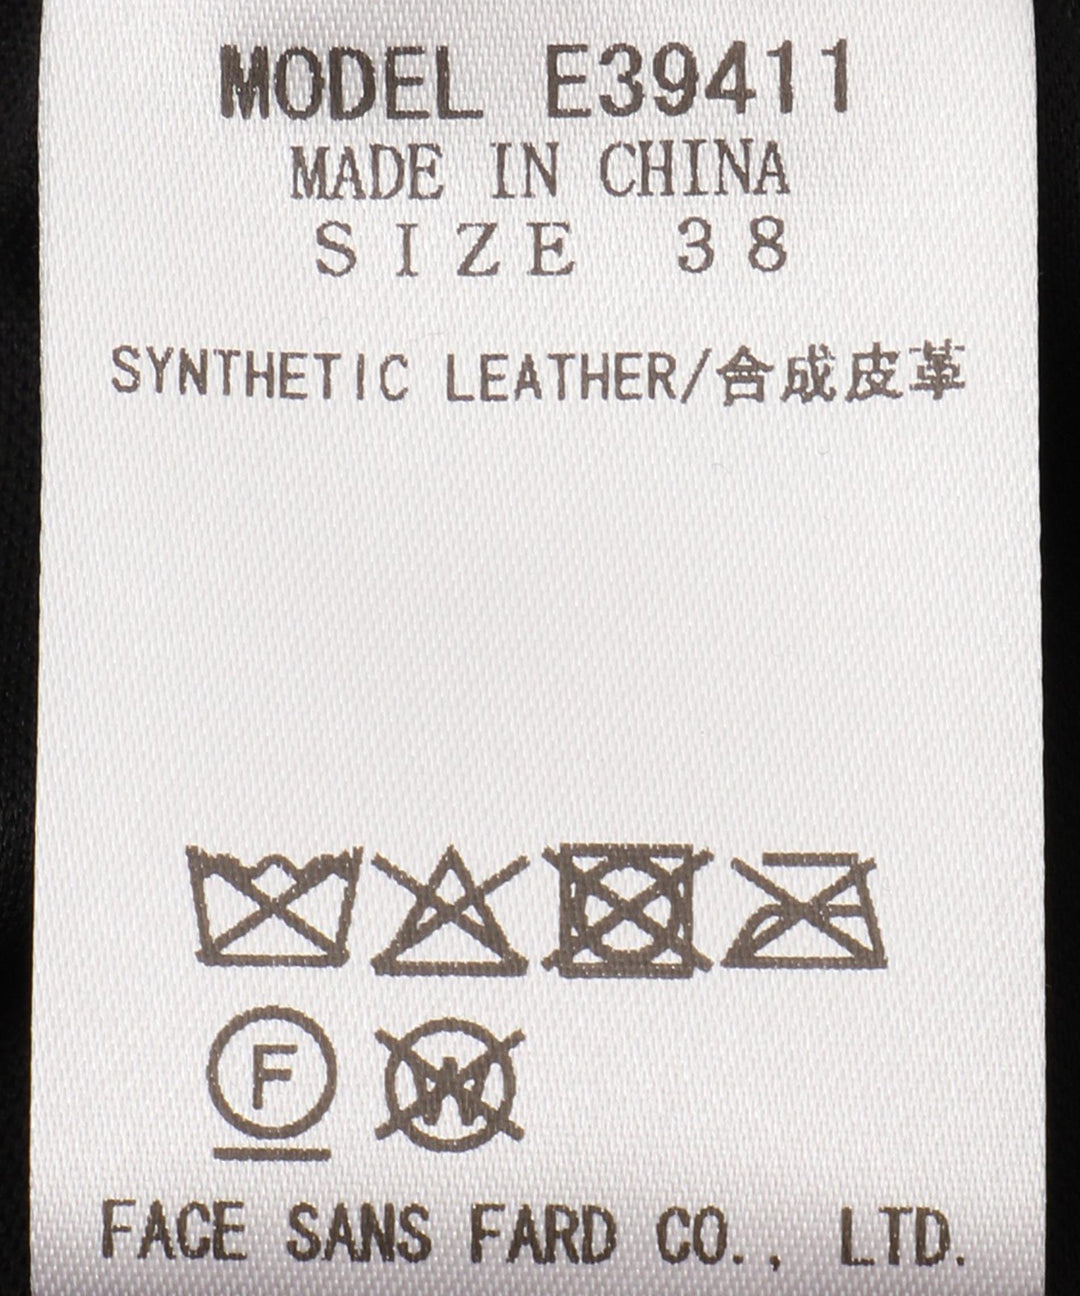 MODEL E39411
MADE IN CHINA
SIZE 38
SYNTHETIC LEATHER/合成皮革
F W
FACE SANS FARD CO., LTD.